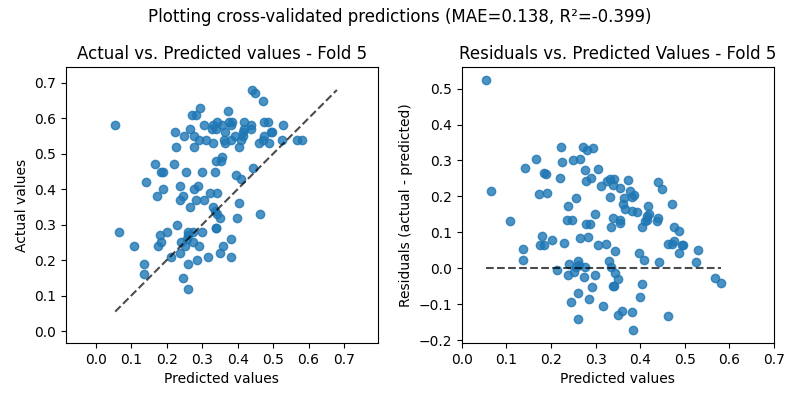 Plotting cross-validated predictions (MAE=0.138, R²=-0.399)
Actual vs. Predicted values - Fold 5
Actual values
0.7
0.6
0.5
0.4
0.3
0.2
0.1
0.0
0.0 0.1 0.2 0.3 0.4 0.5 0.6 0.7
Predicted values
Residuals vs. Predicted Values - Fold 5
Residuals (actual - predicted)
0.5
0.4
0.3
0.2
0.1
0.0
−0.1
−0.2
0.0 0.1 0.2 0.3 0.4 0.5 0.6 0.7
Predicted values